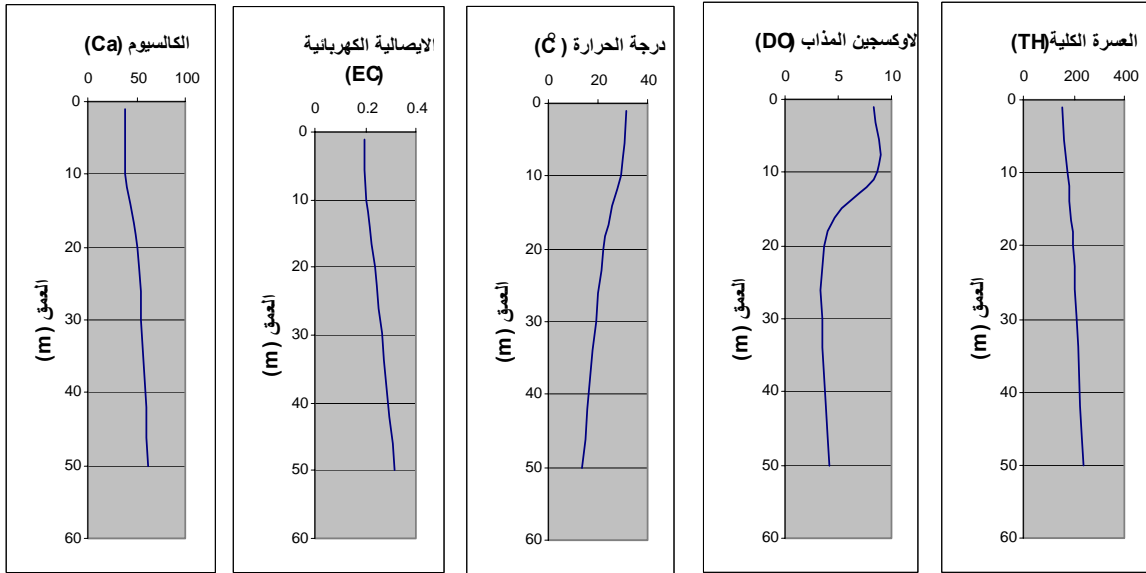 الكالسيوم (Ca)
0 50 100
0
10
20
30
40
50
60
العمق (m)
الايصالية الكهربائية
(EC)
0 0.2 0.4
0
10
20
30
40
50
60
العمق (m)
درجة الحرارة (C°)
0 20 40
0
10
20
30
40
50
60
العمق (m)
لاوكسجين المذاب (DO)
0 5 10
0
10
20
30
40
50
60
العمق (m)
العسرة الكلية (TH)
0 200 400
0
10
20
30
40
50
60
العمق (m)